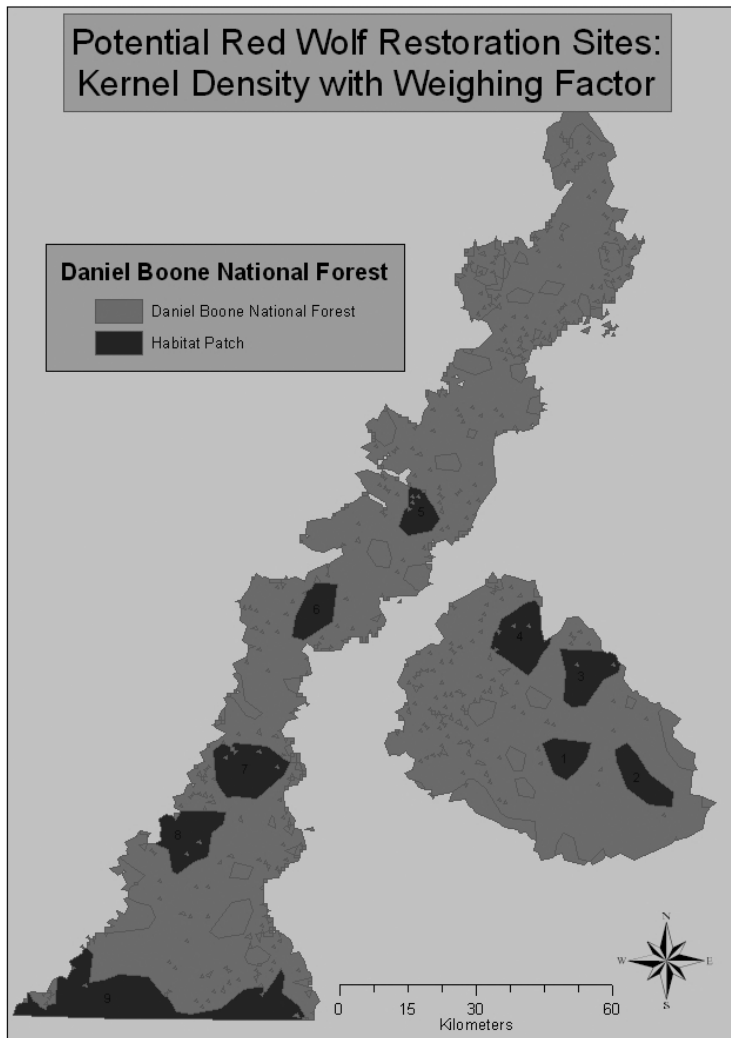 Potential Red Wolf Restoration Sites:
Kernel Density with Weighing Factor
Daniel Boone National Forest
Daniel Boone National Forest
Habitat Patch
5
6
4
3
1
2
7
8
9
N
W E
S
0 15 30 60
Kilometers